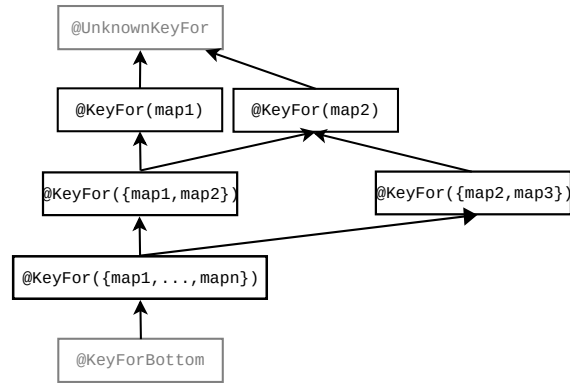 @UnknownKeyFor
@KeyFor(map1)
@KeyFor(map2)
@KeyFor({map1,map2})
@KeyFor({map2,map3})
@KeyFor({map1,...,mapn})
@KeyForBottom